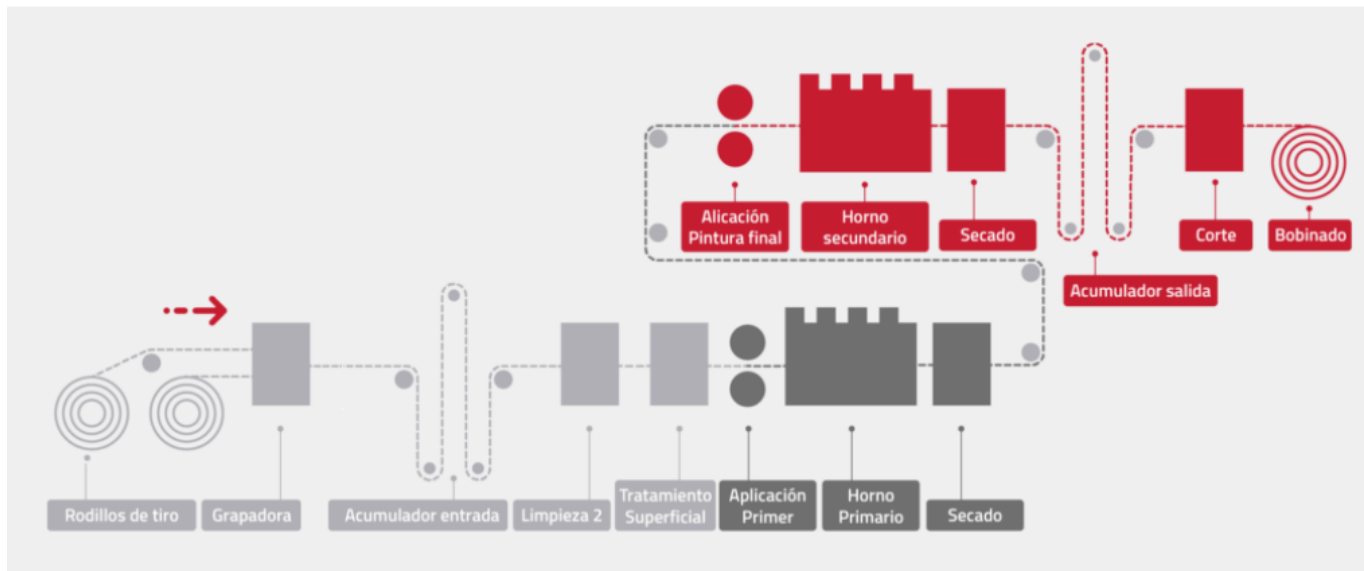 Alicación
Pintura final
Horno
secundario
Secado
Corte
Bobinado
Acumulador salida
Rodillos de tiro
Grapadora
Acumulador entrada
Limpieza 2
Tratamiento
Superficial
Aplicación
Primer
Horno
Primario
Secado